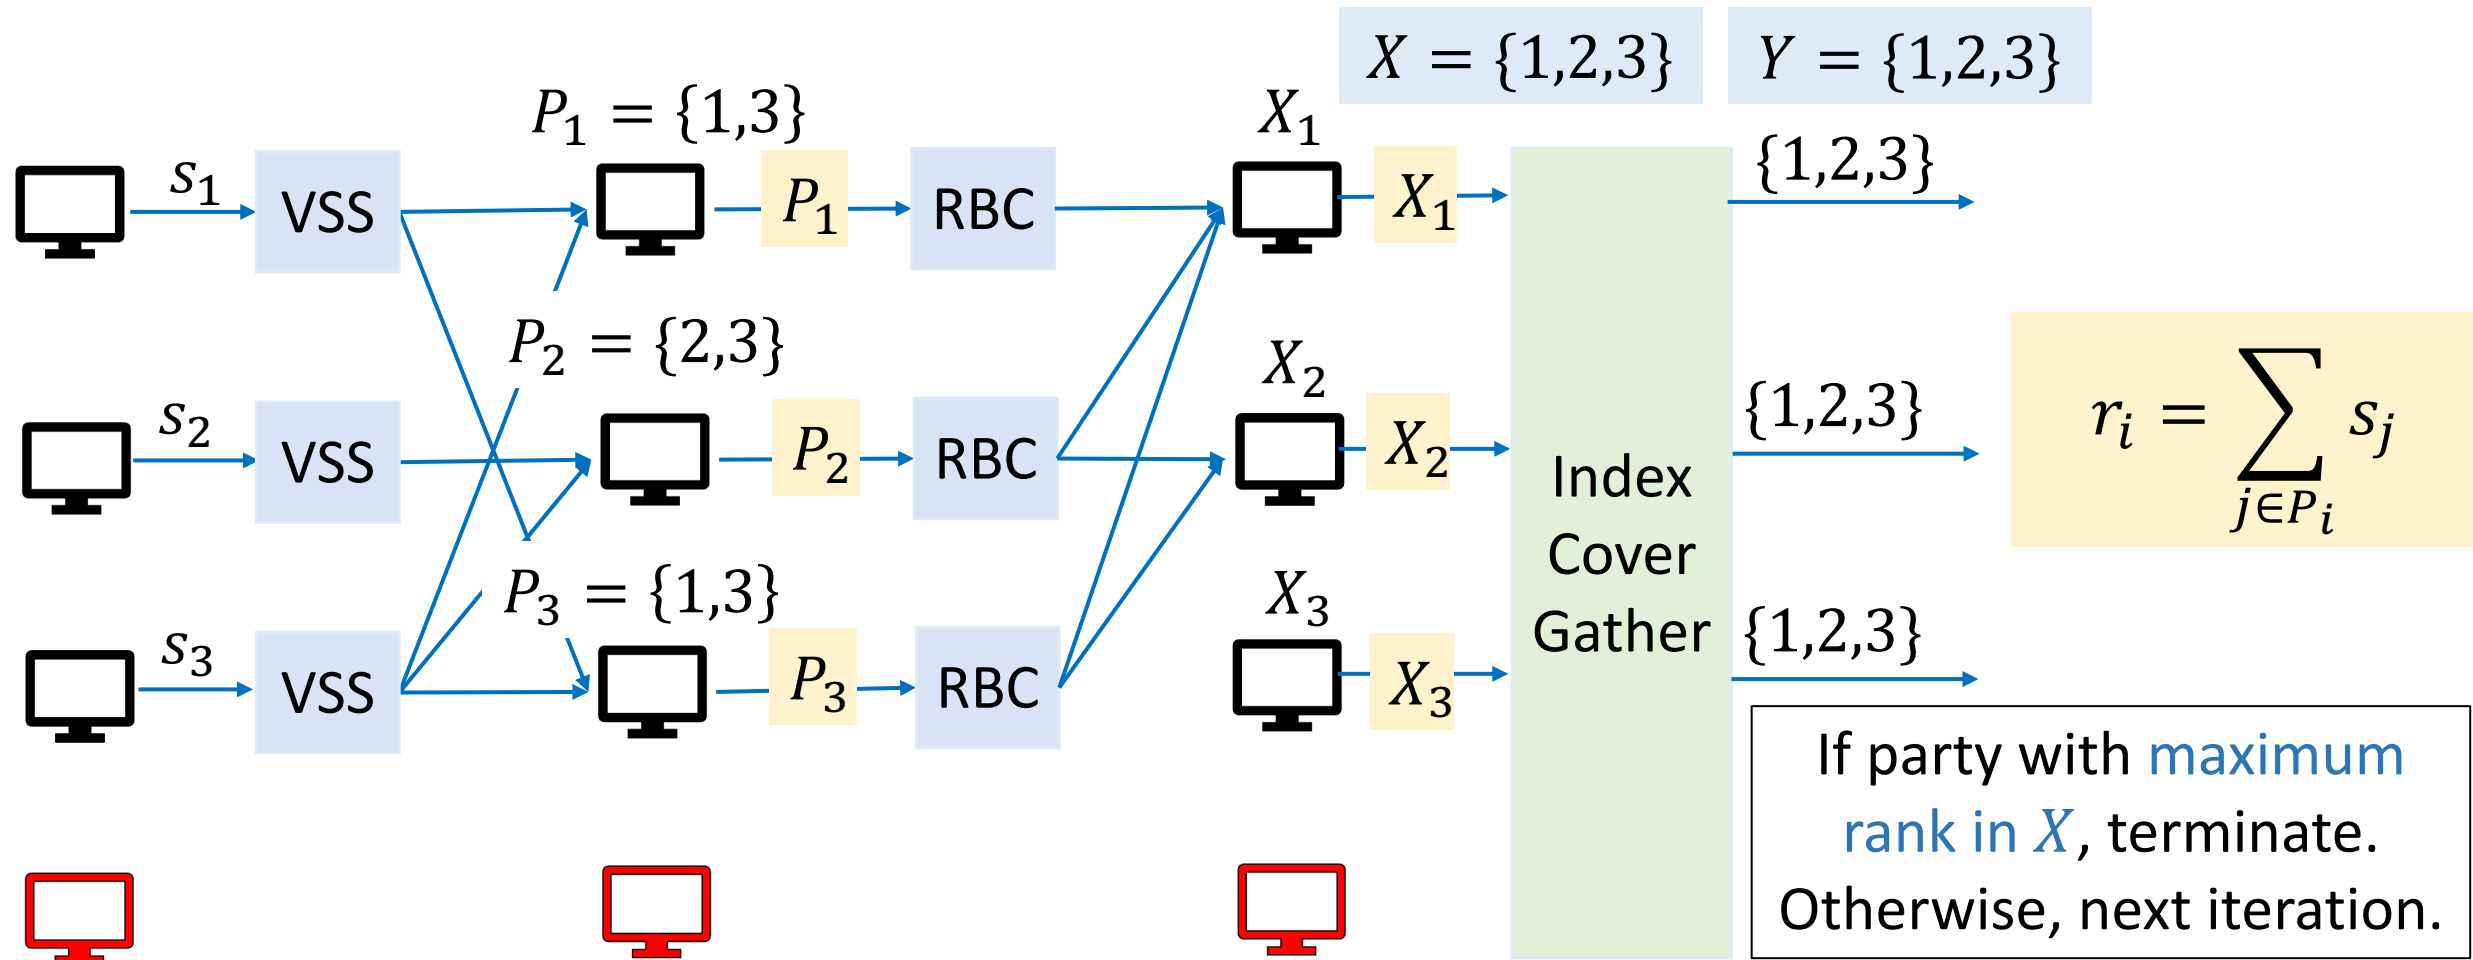 X = {1,2,3}
Y = {1,2,3}
P₁ = {1,3}
X₁
{1,2,3}
s₁
VSS
P₁
RBC
X₁
P₂ = {2,3}
X₂
{1,2,3}
s₂
VSS
P₂
RBC
X₂
rᵢ = ∑ sⱼ
j∈Pᵢ
Index
Cover
Gather
P₃ = {1,3}
X₃
{1,2,3}
s₃
VSS
P₃
RBC
X₃
If party with maximum
rank in X, terminate.
Otherwise, next iteration.